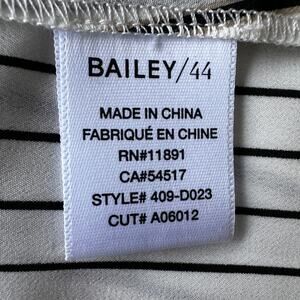 BAILEY/44
MADE IN CHINA
FABRIQUÉ EN CHINE
RN#11891
CA#54517
STYLE# 409-D023
CUT# A06012